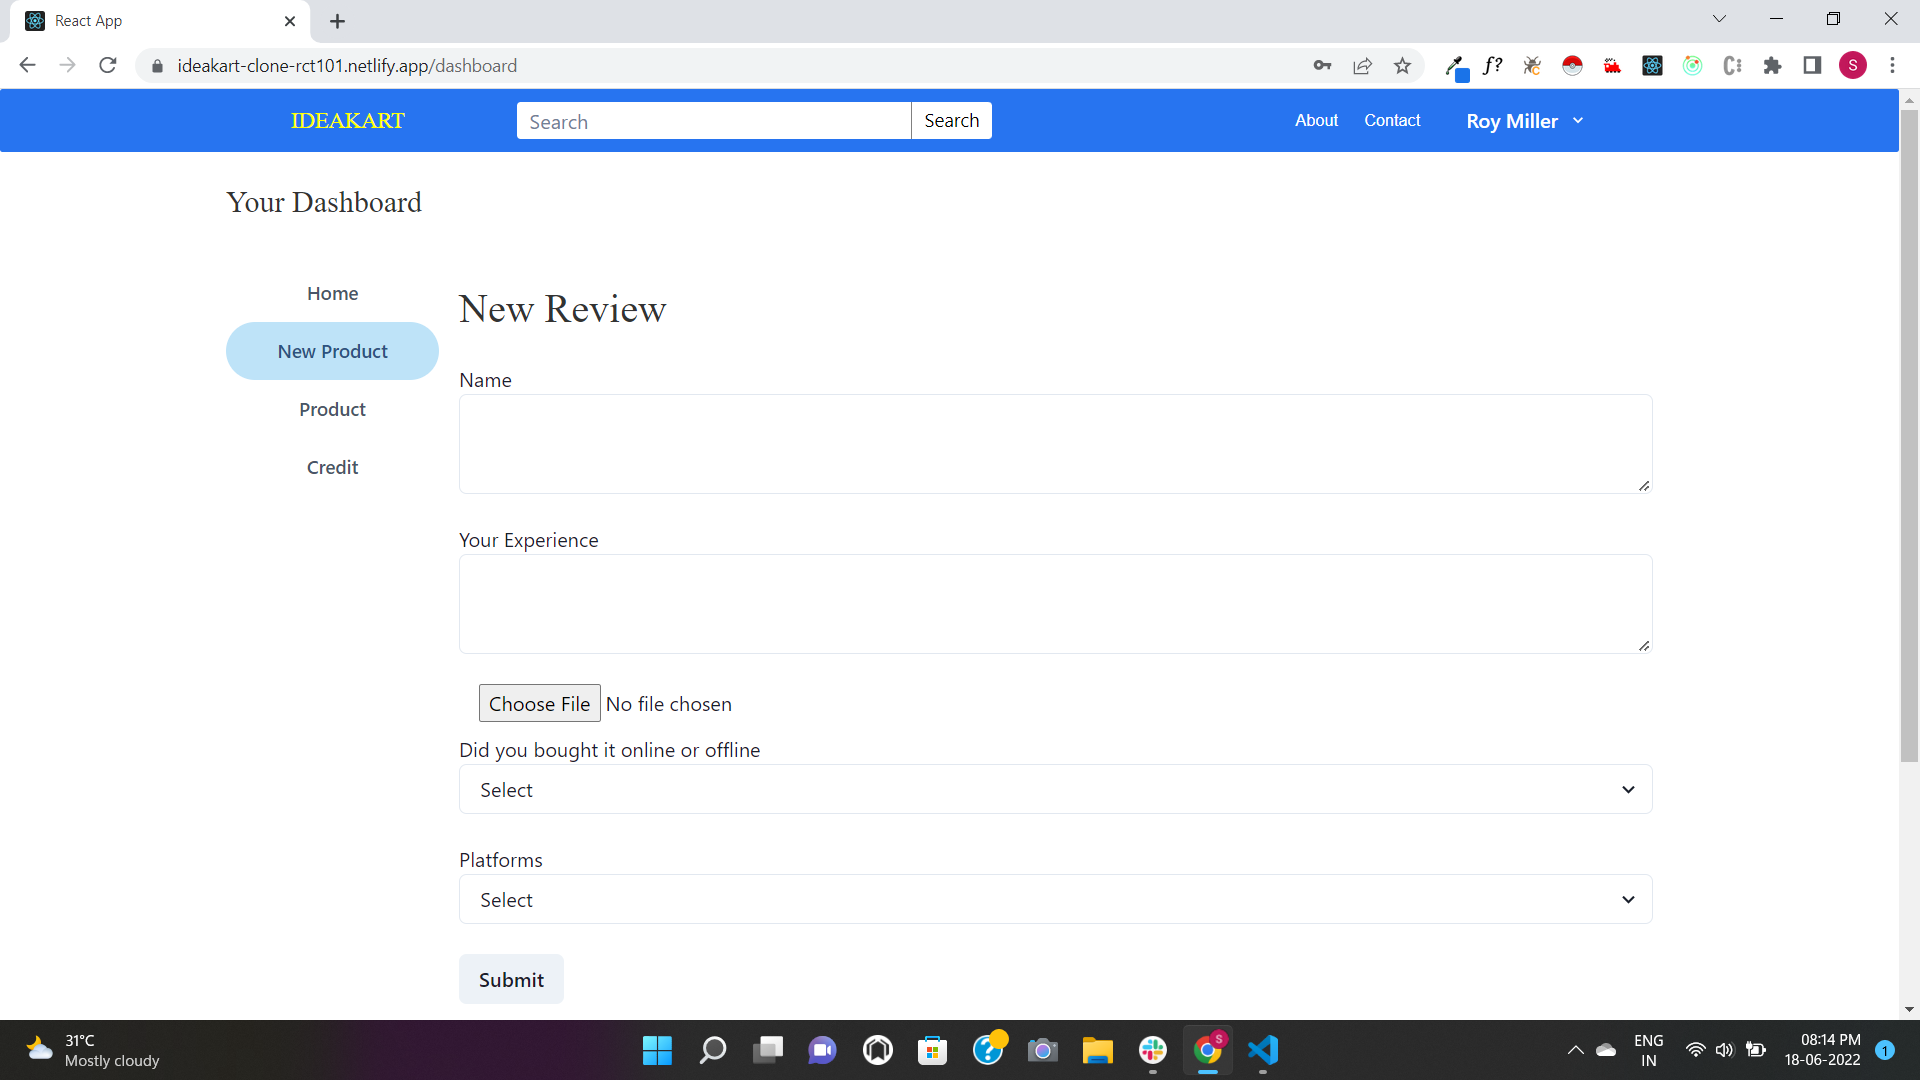 React App
ideakart-clone-rct101.netlify.app/dashboard
f?
C
S
IDEAKART
Search
Search
About
Contact
Roy Miller
Your Dashboard
Home
New Product
Product
Credit
New Review
Name
Your Experience
Choose File No file chosen
Did you bought it online or offline
Select
Platforms
Select
Submit
31°C
Mostly cloudy
?
S
ENG
IN
08:14 PM
18-06-2022
1